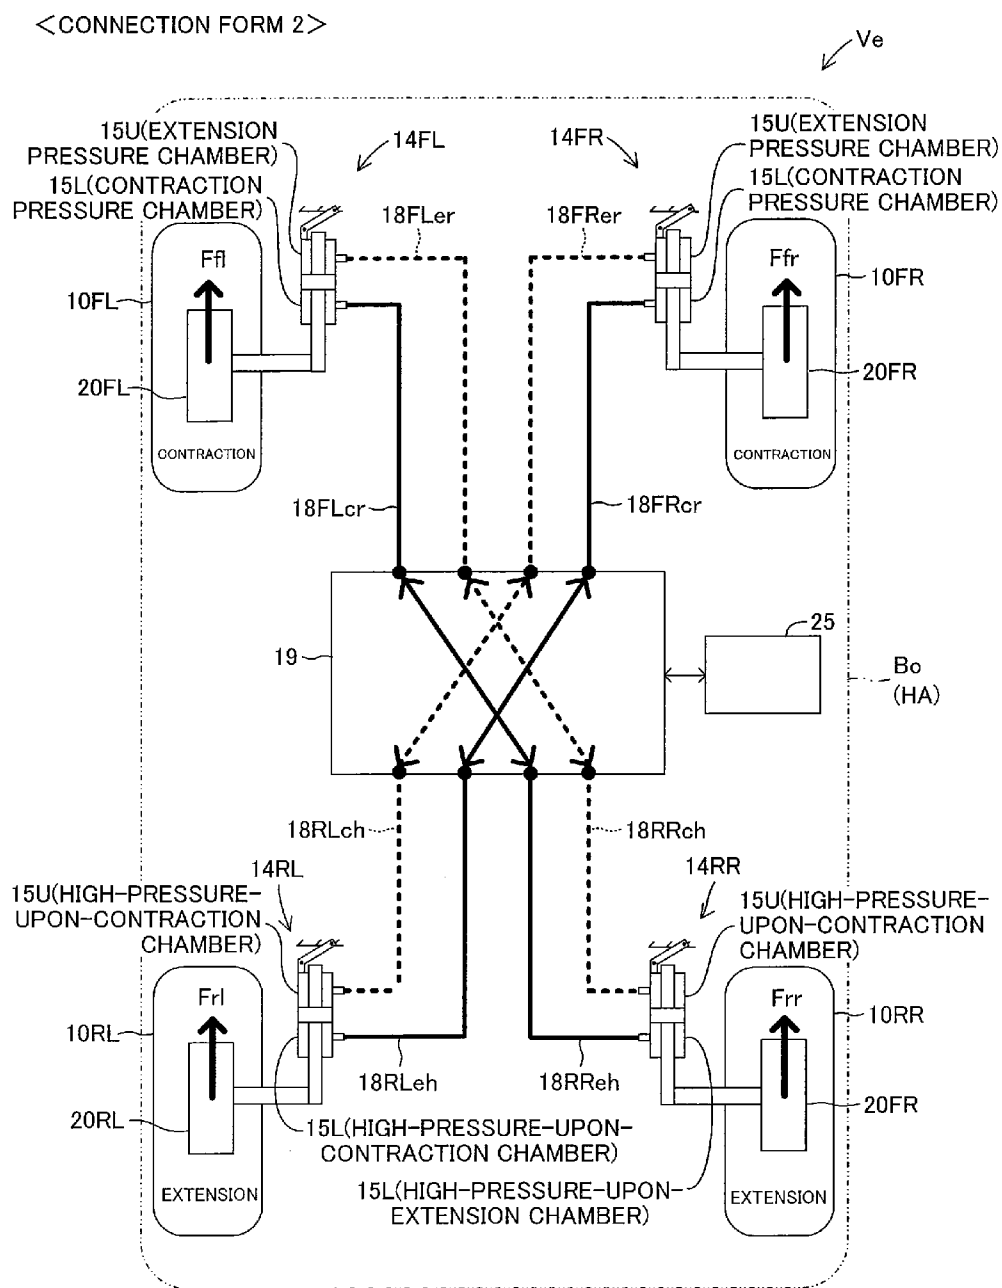 <CONNECTION FORM 2>
Ve
15U(EXTENSION
PRESSURE CHAMBER)
14FL
14FR
15U(EXTENSION
PRESSURE CHAMBER)
15L(CONTRACTION
PRESSURE CHAMBER)
15L(CONTRACTION
PRESSURE CHAMBER)
18FLer
18FRer
Ffl
Ffr
10FL
10FR
20FL
20FR
CONTRACTION
CONTRACTION
18FLcr
18FRcr
19
25
Bo
(HA)
18RLch
18RRch
14RL
14RR
15U(HIGH-PRESSURE-
UPON-CONTRACTION
CHAMBER)
15U(HIGH-PRESSURE-
UPON-CONTRACTION
CHAMBER)
Frl
Frr
10RL
10RR
18RLeh
18RReh
20RL
20FR
15L(HIGH-PRESSURE-UPON-
CONTRACTION CHAMBER)
15L(HIGH-PRESSURE-UPON-
EXTENSION CHAMBER)
EXTENSION
EXTENSION